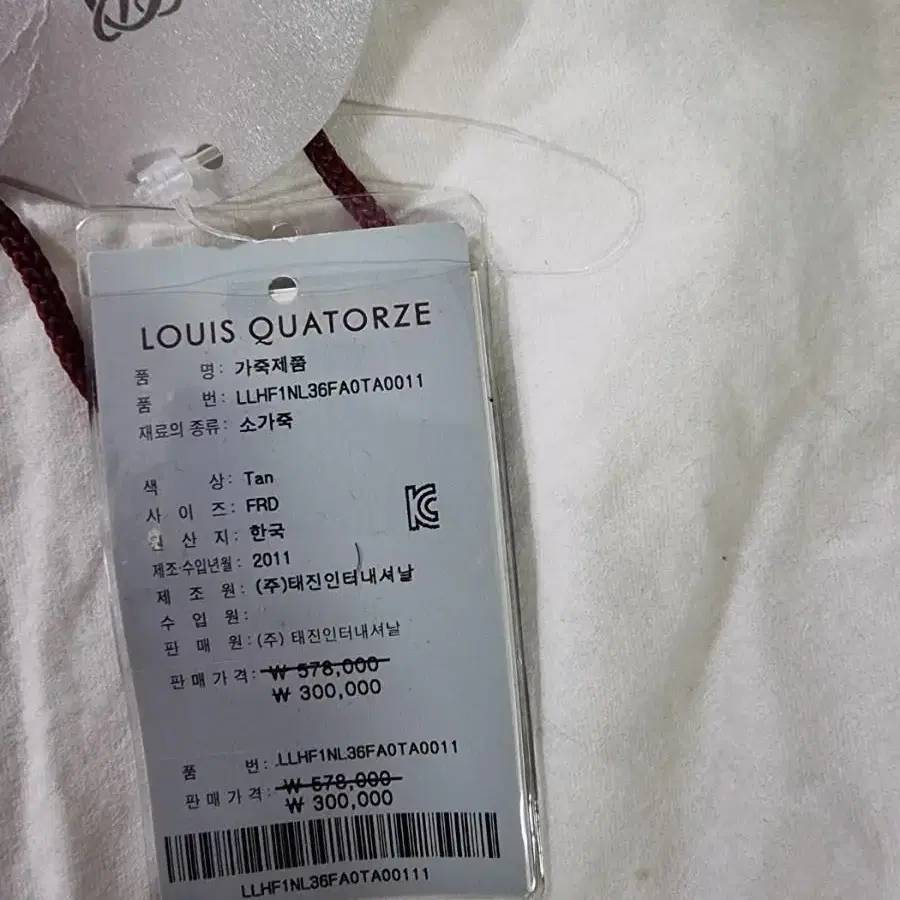 LOUIS QUATORZE
품 명: 가죽제품
품 번: LLHF1NL36FA0TA0011
재료의 종류: 소가죽
색 상: Tan
사 이 즈: FRD
원 산 지: 한국
제조·수입년월: 2011
제 조 원: (주)태진인터내셔날
수 입 원:
판 매 원: (주) 태진인터내셔날
판 매 가 격: ₩ 578,000
₩ 300,000
품 번: LLHF1NL36FA0TA0011
판 매 가 격: ₩ 578,000
₩ 300,000
LLHF1NL36FA0TA00111